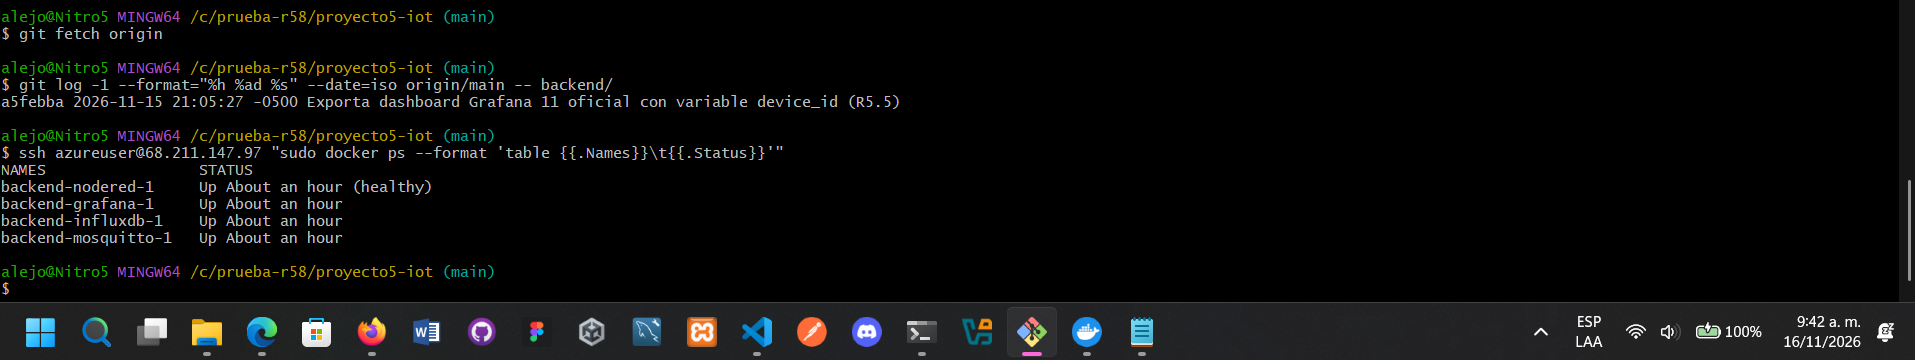 alejo@Nitro5 MINGW64 /c/prueba-r58/proyecto5-iot (main)
$ git fetch origin
alejo@Nitro5 MINGW64 /c/prueba-r58/proyecto5-iot (main)
$ git log -1 --format="%h %ad %s" --date=iso origin/main -- backend/
a5febba 2026-11-15 21:05:27 -0500 Exporta dashboard Grafana 11 oficial con variable device_id (R5.5)
alejo@Nitro5 MINGW64 /c/prueba-r58/proyecto5-iot (main)
$ ssh azureuser@68.211.147.97 "sudo docker ps --format 'table {{.Names}}\t{{.Status}}'"
NAMES STATUS
backend-nodered-1 Up About an hour (healthy)
backend-grafana-1 Up About an hour
backend-influxdb-1 Up About an hour
backend-mosquitto-1 Up About an hour
alejo@Nitro5 MINGW64 /c/prueba-r58/proyecto5-iot (main)
$
ESP
LAA
100%
9:42 a. m.
16/11/2026